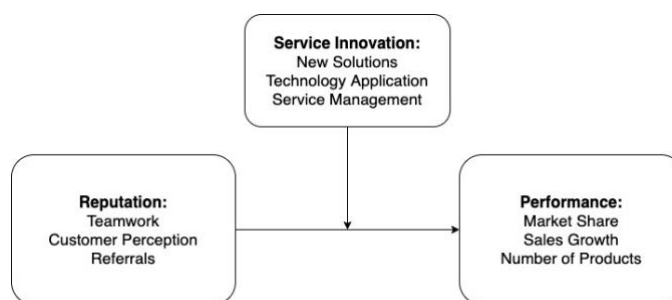 Service Innovation:
New Solutions
Technology Application
Service Management
Reputation:
Teamwork
Customer Perception
Referrals
Performance:
Market Share
Sales Growth
Number of Products